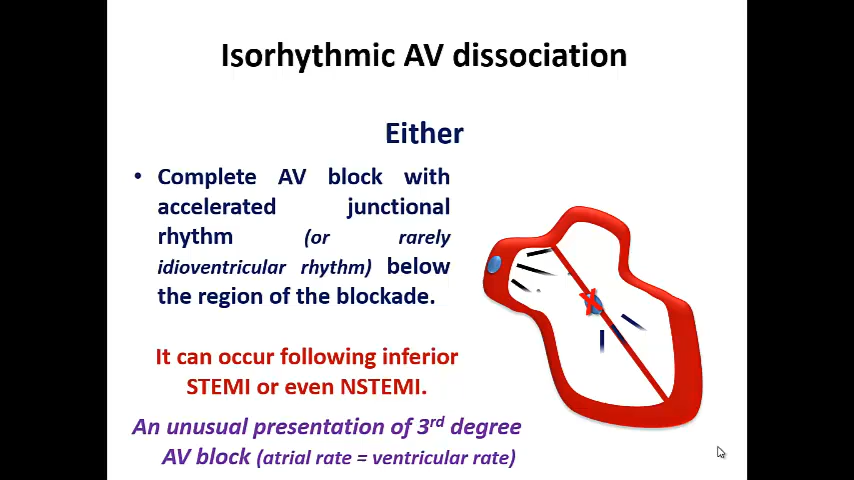 Isorhythmic AV dissociation
Either
• Complete AV block with
accelerated junctional
rhythm (or rarely
idioventricular rhythm) below
the region of the blockade.
It can occur following inferior
STEMI or even NSTEMI.
An unusual presentation of 3rd degree
AV block (atrial rate = ventricular rate)